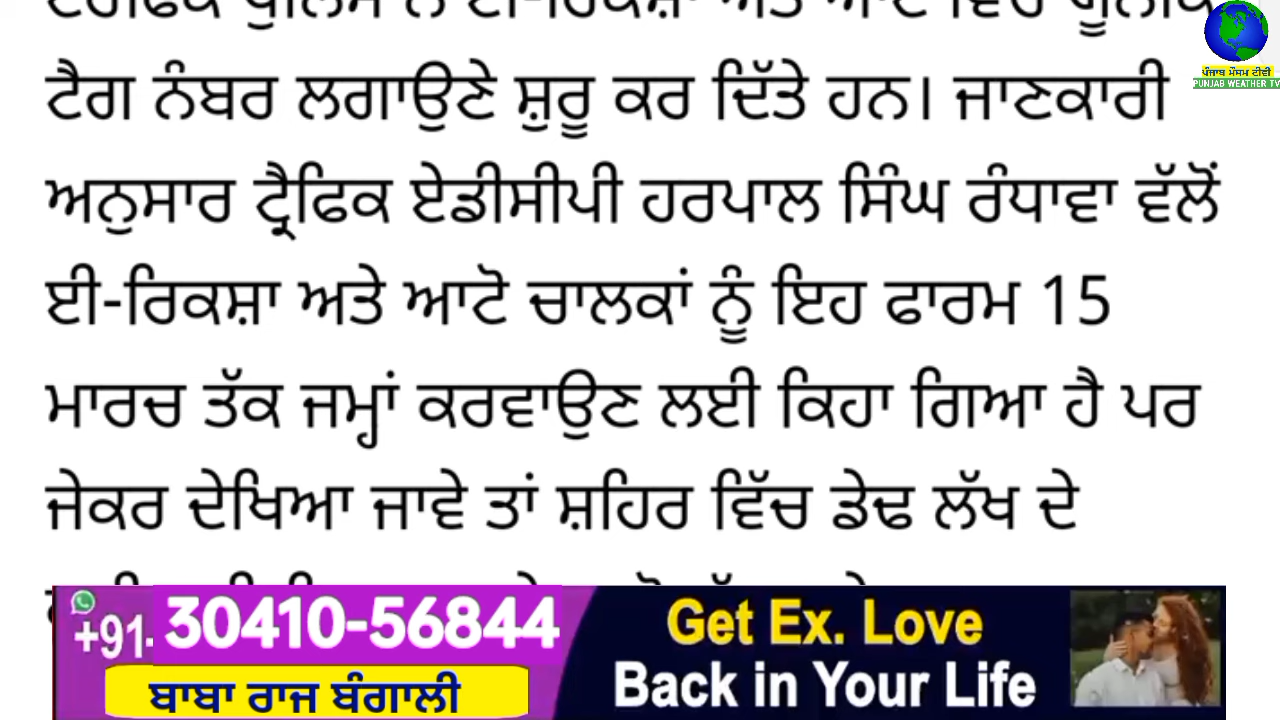 ਟੈਗ ਨੰਬਰ ਲਗਾਉਣੇ ਸ਼ੁਰੂ ਕਰ ਦਿੱਤੇ ਹਨ। ਜਾਣਕਾਰੀ
ਅਨੁਸਾਰ ਟ੍ਰੈਫਿਕ ਏਡੀਸੀਪੀ ਹਰਪਾਲ ਸਿੰਘ ਰੰਧਾਵਾ ਵੱਲੋਂ
ਈ-ਰਿਕਸ਼ਾ ਅਤੇ ਆਟੋ ਚਾਲਕਾਂ ਨੂੰ ਇਹ ਫਾਰਮ 15
ਮਾਰਚ ਤੱਕ ਜਮ੍ਹਾਂ ਕਰਵਾਉਣ ਲਈ ਕਿਹਾ ਗਿਆ ਹੈ ਪਰ
ਜੇਕਰ ਦੇਖਿਆ ਜਾਵੇ ਤਾਂ ਸ਼ਹਿਰ ਵਿੱਚ ਡੇਢ ਲੱਖ ਦੇ
ਪੰਜਾਬ ਮੌਸਮ ਟੀਵੀ
PUNJAB WEATHER TV
+91- 30410-56844
ਬਾਬਾ ਰਾਜ ਬੰਗਾਲੀ
Get Ex. Love
Back in Your Life